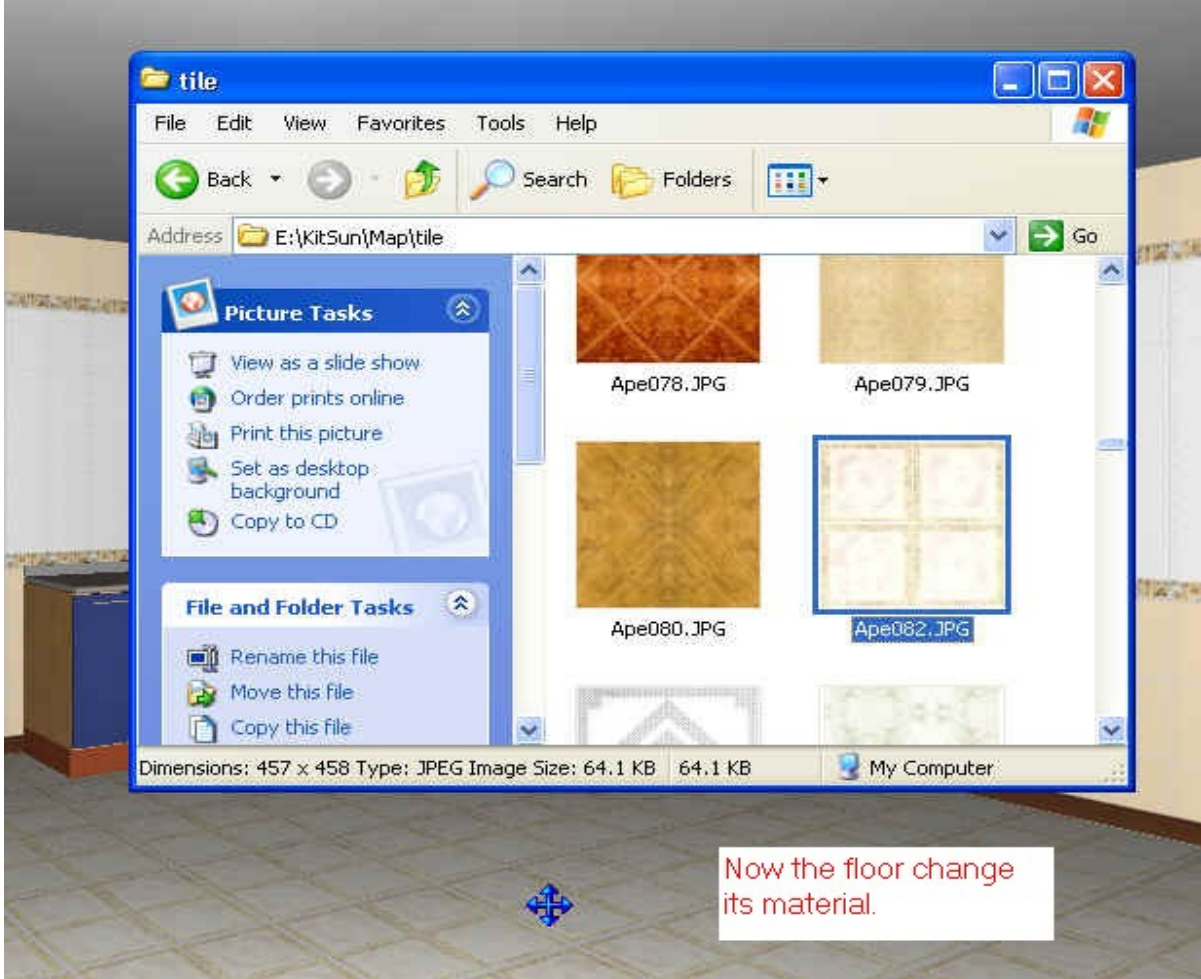 tile
File Edit View Favorites Tools Help
Back Search Folders
Address E:\KitSun\Map\tile Go
Picture Tasks
View as a slide show
Order prints online
Print this picture
Set as desktop
background
Copy to CD
File and Folder Tasks
Rename this file
Move this file
Copy this file
Ape078.JPG Ape079.JPG
Ape080.JPG Ape082.JPG
Dimensions: 457 x 458 Type: JPEG Image Size: 64.1 KB 64.1 KB My Computer
Now the floor change
its material.